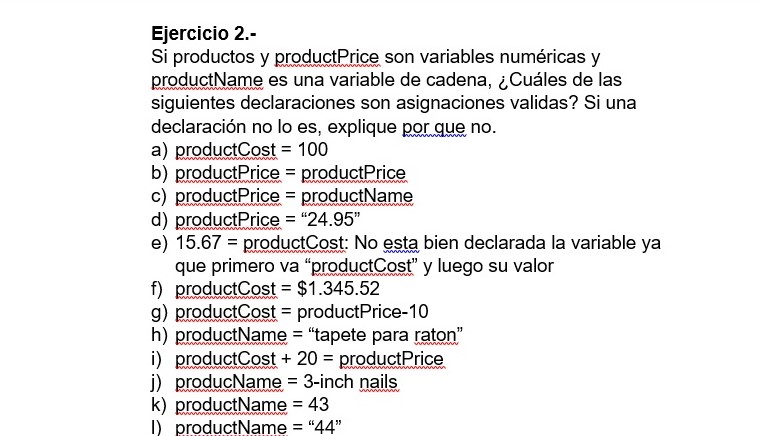 Ejercicio 2.-
Si productos y productPrice son variables numéricas y
productName es una variable de cadena, ¿Cuáles de las
siguientes declaraciones son asignaciones validas? Si una
declaración no lo es, explique por que no.
a) productCost = 100
b) productPrice = productPrice
c) productPrice = productName
d) productPrice = “24.95”
e) 15.67 = productCost: No esta bien declarada la variable ya
que primero va “productCost” y luego su valor
f) productCost = $1.345.52
g) productCost = productPrice-10
h) productName = “tapete para raton”
i) productCost + 20 = productPrice
j) producName = 3-inch nails
k) productName = 43
l) productName = “44”